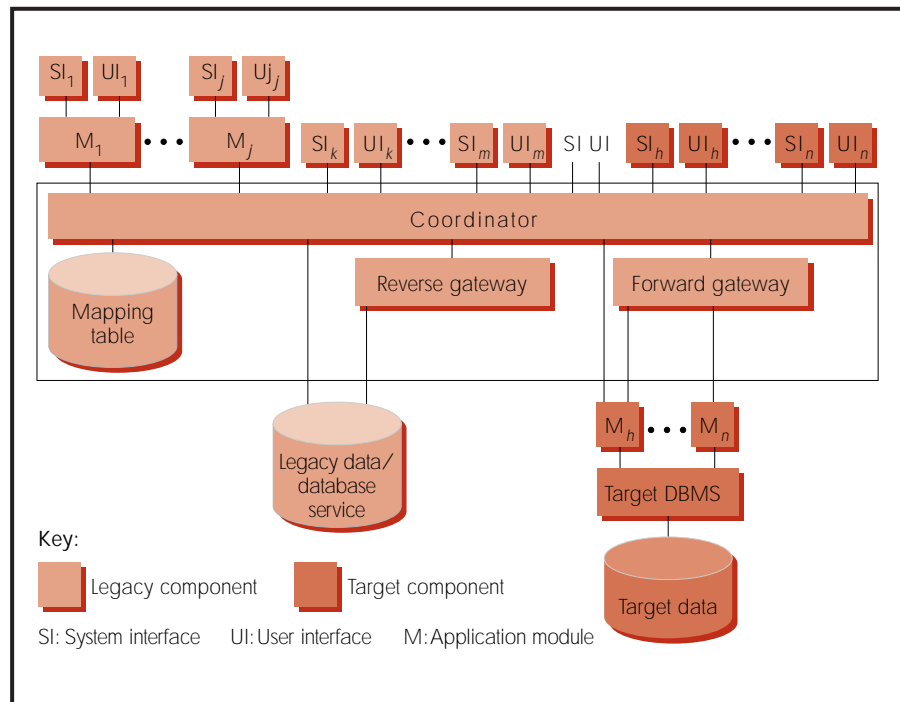 SI1 UI1 SIj Ujj
M1 ••• Mj SIk UIk ••• SIm UIm SI UI SIh UIh ••• SIn UIn
Coordinator
Reverse gateway Forward gateway
Mapping
table
Mh ••• Mn
Legacy data/
database
service
Target DBMS
Target data
Key:
Legacy component Target component
SI: System interface UI: User interface M: Application module